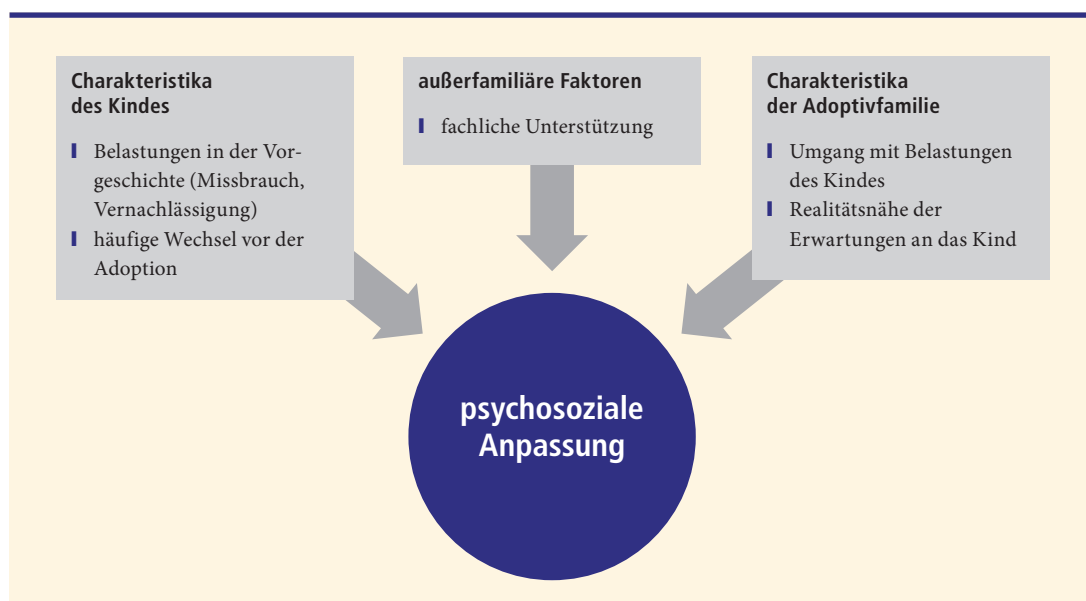 Charakteristika
des Kindes
Belastungen in der Vor-
geschichte (Missbrauch,
Vernachlässigung)
häufige Wechsel vor der
Adoption
außerfamiliäre Faktoren
fachliche Unterstützung
Charakteristika
der Adoptivfamilie
Umgang mit Belastungen
des Kindes
Realitätsnähe der
Erwartungen an das Kind
psychosoziale
Anpassung